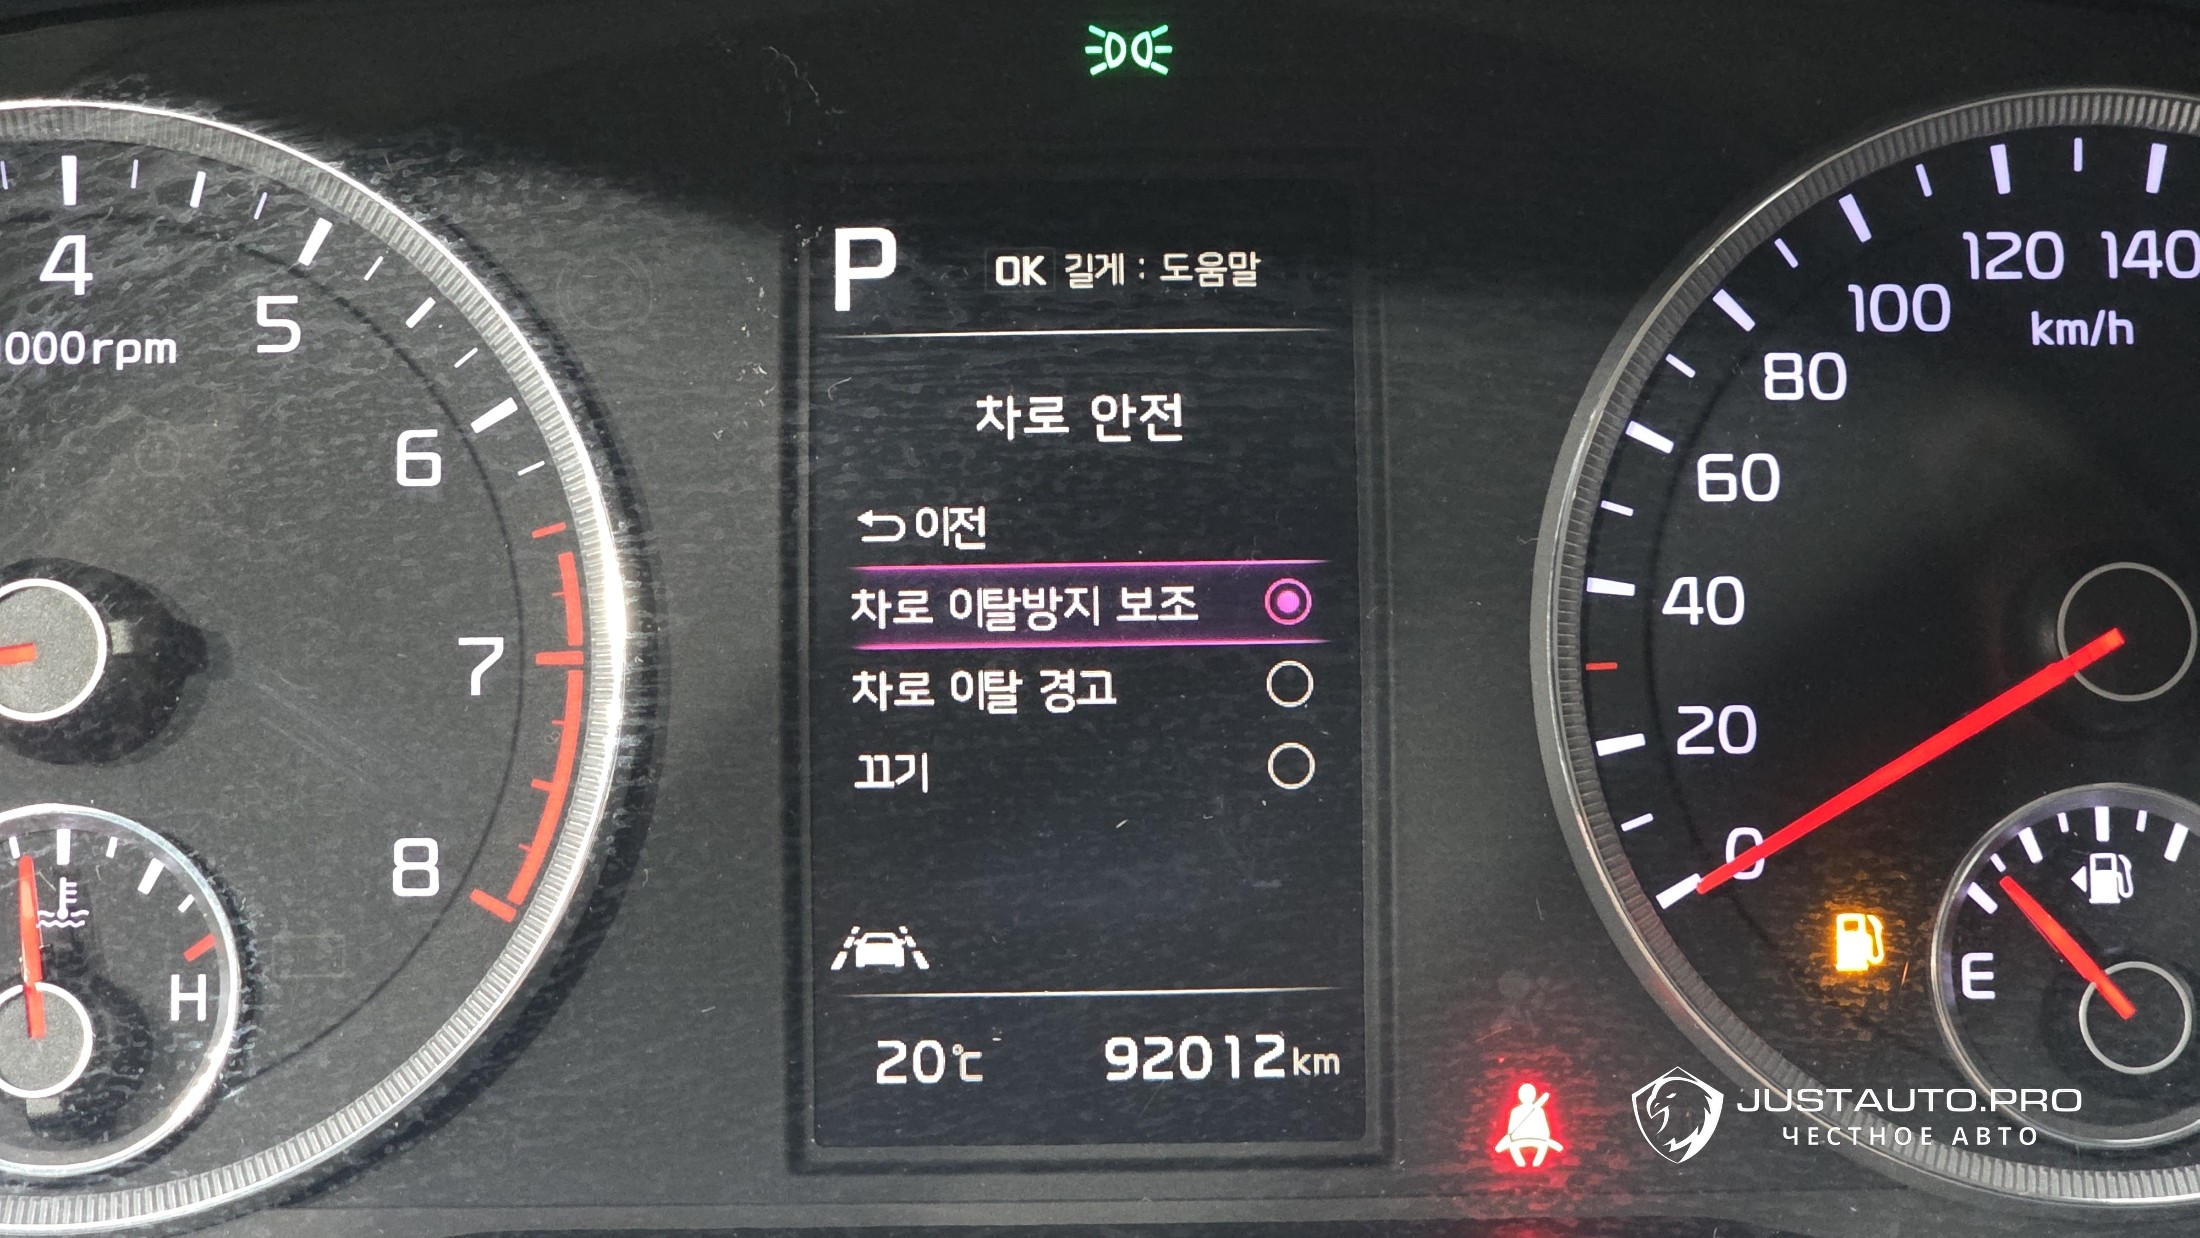 4
5
6
7
8
1000rpm
H
P
OK 길게 : 도움말
차로 안전
이전
차로 이탈방지 보조
차로 이탈 경고
끄기
20℃
92012km
140
120
100
80
60
40
20
0
km/h
E
JUSTAUTO.PRO
ЧЕСТНОЕ АВТО